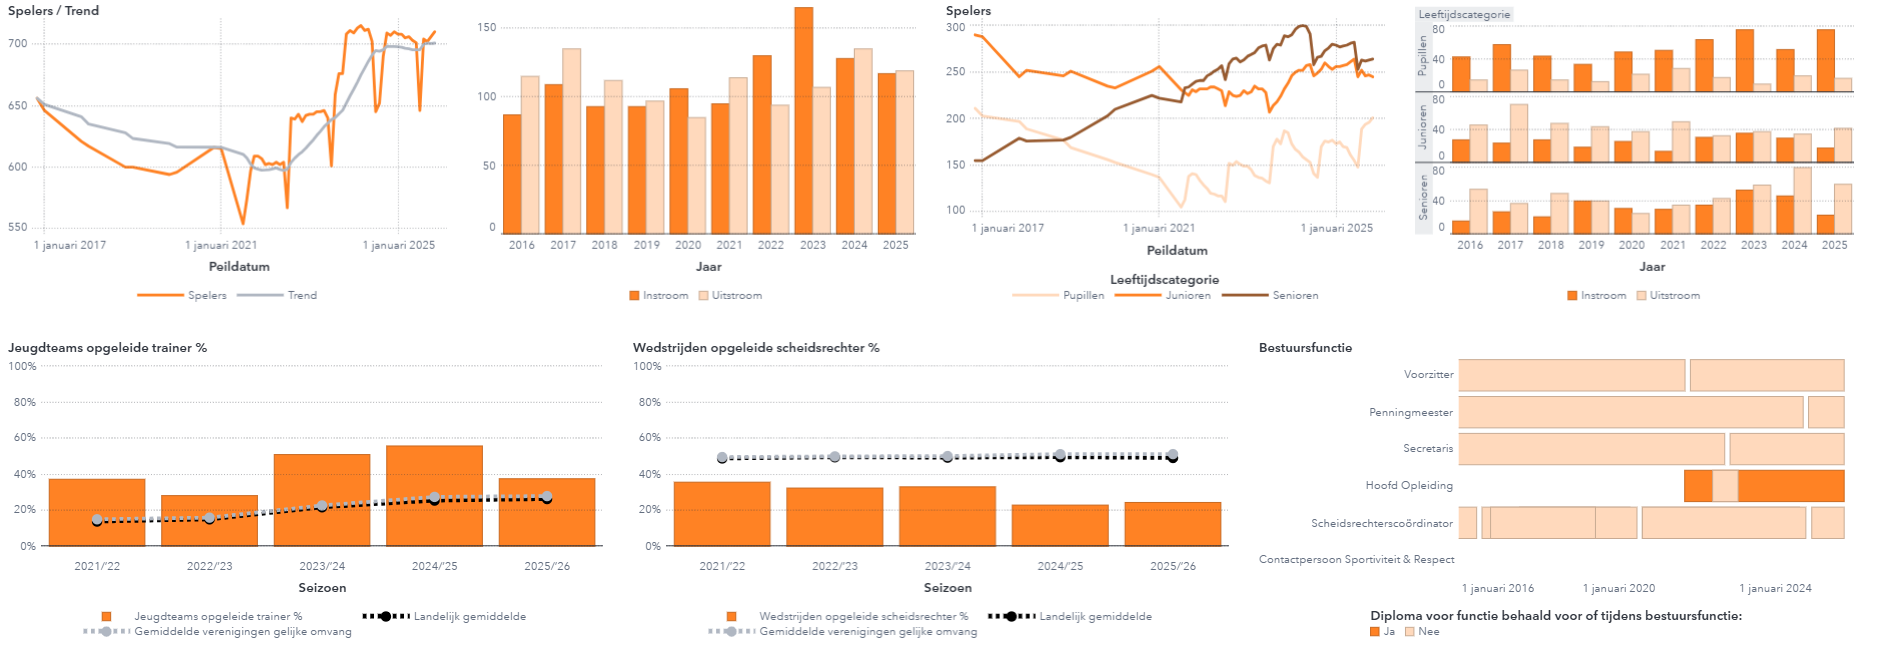 Spelers / Trend
700
650
600
550
1 januari 2017
1 januari 2021
1 januari 2025
Peildatum
Spelers
Trend
150
100
50
0
2016
2017
2018
2019
2020
2021
2022
2023
2024
2025
Jaar
Instroom
Uitstroom
Spelers
300
250
200
150
100
1 januari 2017
1 januari 2021
1 januari 2025
Peildatum
Leeftijdscategorie
Pupillen
Junioren
Senioren
Leeftijdscategorie
Pupillen
80
40
0
Junioren
80
40
0
Senioren
80
40
0
2016
2017
2018
2019
2020
2021
2022
2023
2024
2025
Jaar
Instroom
Uitstroom
Jeugdteams opgeleide trainer %
100%
80%
60%
40%
20%
0%
2021/'22
2022/'23
2023/'24
2024/'25
2025/'26
Seizoen
Jeugdteams opgeleide trainer %
Landelijk gemiddelde
Gemiddelde verenigingen gelijke omvang
Wedstrijden opgeleide scheidsrechter %
100%
80%
60%
40%
20%
0%
2021/'22
2022/'23
2023/'24
2024/'25
2025/'26
Seizoen
Wedstrijden opgeleide scheidsrechter %
Landelijk gemiddelde
Gemiddelde verenigingen gelijke omvang
Bestuursfunctie
Voorzitter
Penningmeester
Secretaris
Hoofd Opleiding
Scheidsrechterscoördinator
Contactpersoon Sportiviteit & Respect
1 januari 2016
1 januari 2020
1 januari 2024
Diploma voor functie behaald voor of tijdens bestuursfunctie:
Ja
Nee